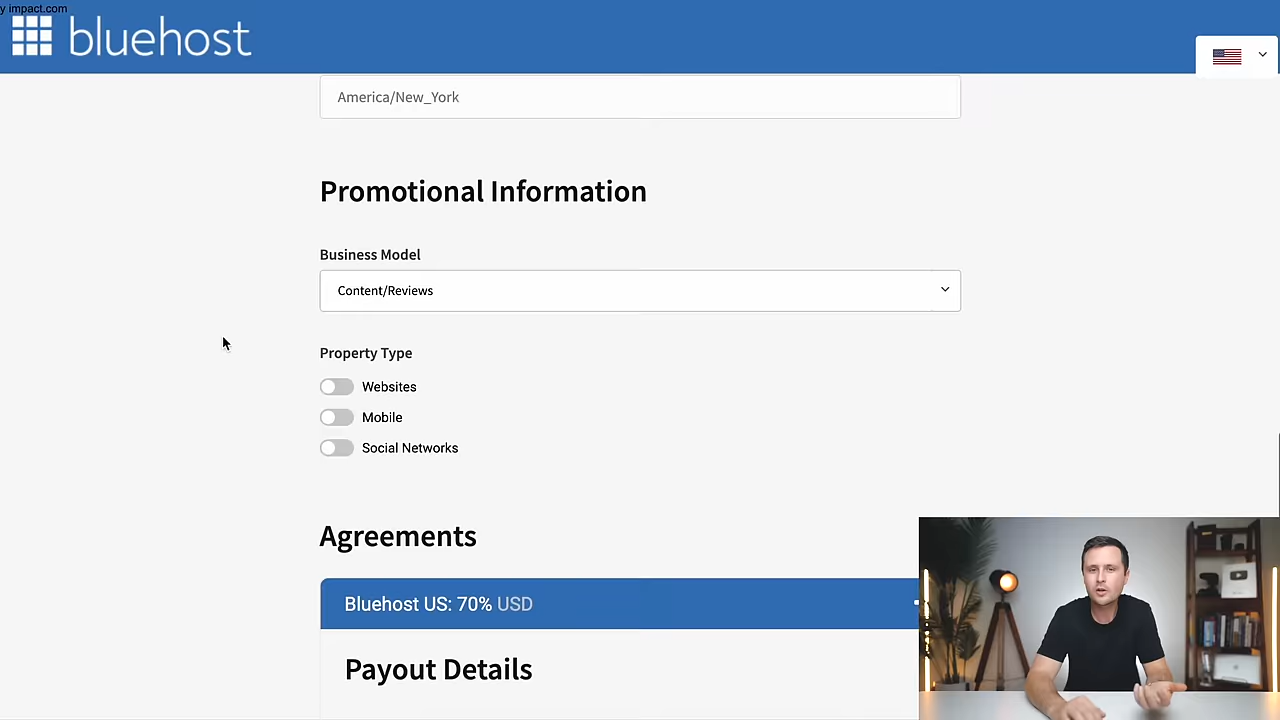 y impact.com
bluehost
America/New_York
Promotional Information
Business Model
Content/Reviews
Property Type
Websites
Mobile
Social Networks
Agreements
Bluehost US: 70% USD
Payout Details